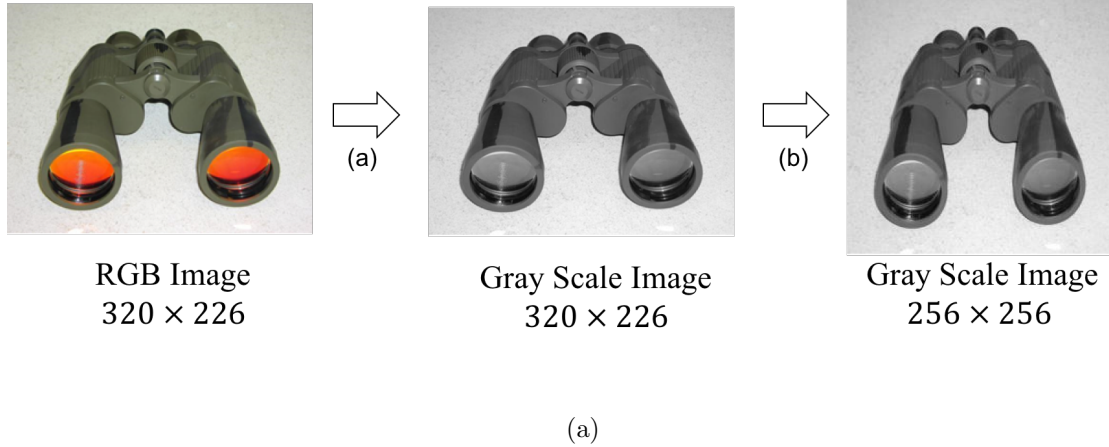 (a)
(b)
RGB Image
320 × 226
Gray Scale Image
320 × 226
Gray Scale Image
256 × 256
(a)